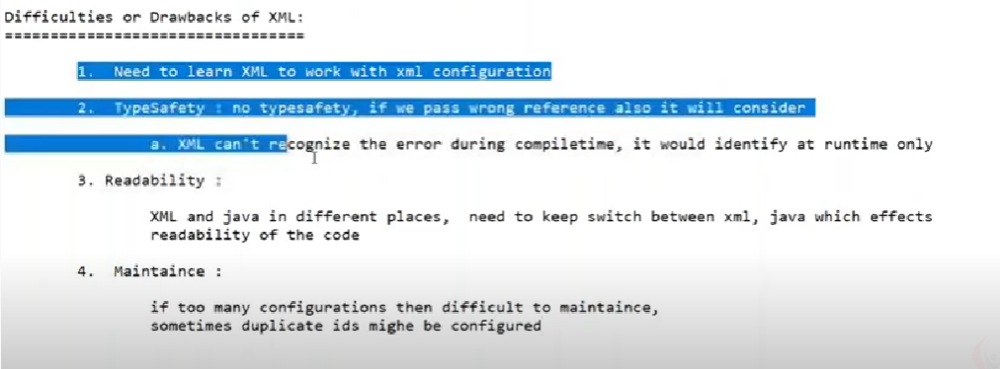 Difficulties or Drawbacks of XML:
=================================
1. Need to learn XML to work with xml configuration
2. TypeSafety : no typesafety, if we pass wrong reference also it will consider
a. XML can't recognize the error during compiletime, it would identify at runtime only
3. Readability :
XML and java in different places, need to keep switch between xml, java which effects
readability of the code
4. Maintaince :
if too many configurations then difficult to maintaince,
sometimes duplicate ids mighe be configured